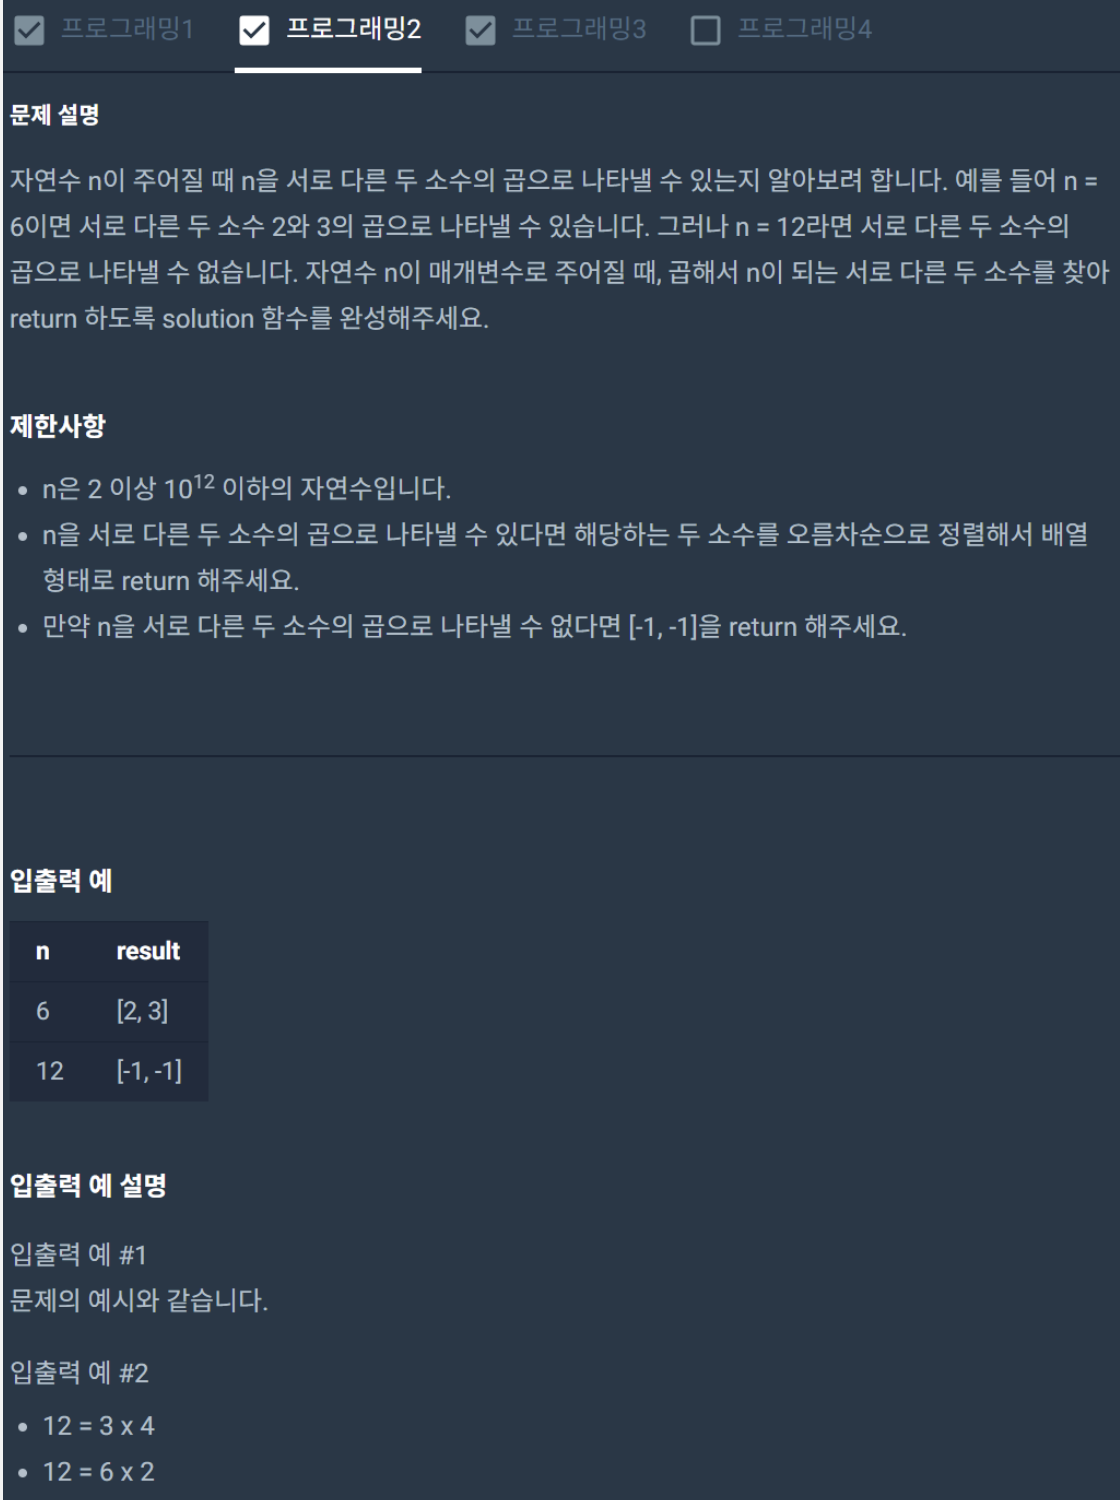 프로그래밍1 프로그래밍2 프로그래밍3 프로그래밍4
문제 설명
자연수 n이 주어질 때 n을 서로 다른 두 소수의 곱으로 나타낼 수 있는지 알아보려 합니다. 예를 들어 n =
6이면 서로 다른 두 소수 2와 3의 곱으로 나타낼 수 있습니다. 그러나 n = 12라면 서로 다른 두 소수의
곱으로 나타낼 수 없습니다. 자연수 n이 매개변수로 주어질 때, 곱해서 n이 되는 서로 다른 두 소수를 찾아
return 하도록 solution 함수를 완성해주세요.
제한사항
• n은 2 이상 10¹² 이하의 자연수입니다.
• n을 서로 다른 두 소수의 곱으로 나타낼 수 있다면 해당하는 두 소수를 오름차순으로 정렬해서 배열
형태로 return 해주세요.
• 만약 n을 서로 다른 두 소수의 곱으로 나타낼 수 없다면 [-1, -1]을 return 해주세요.
입출력 예
n result
6 [2, 3]
12 [-1, -1]
입출력 예 설명
입출력 예 #1
문제의 예시와 같습니다.
입출력 예 #2
• 12 = 3 x 4
• 12 = 6 x 2